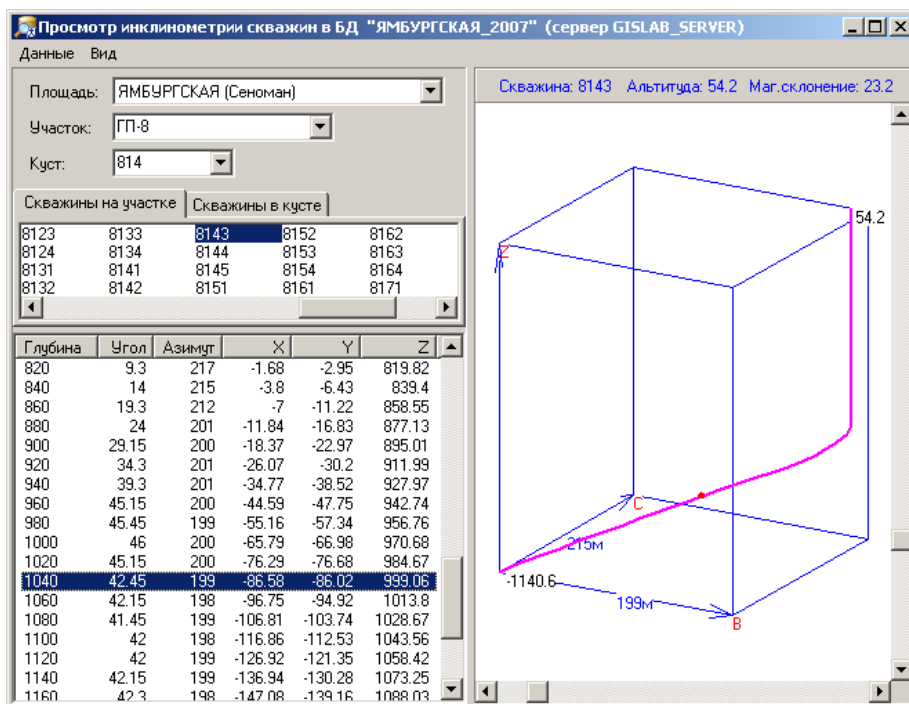 Просмотр инклинометрии скважин в БД "ЯМБУРГСКАЯ_2007" (сервер GISLAB_SERVER)
Данные Вид
Площадь: ЯМБУРГСКАЯ (Сеноман)
Участок: ГП-8
Куст: 814
Скважины на участке Скважины в кусте
8123 8133 8143 8152 8162
8124 8134 8144 8153 8163
8131 8141 8145 8154 8164
8132 8142 8151 8161 8171
Глубина Угол Азимут X Y Z
820 9.3 217 -1.68 -2.95 819.82
840 14 215 -3.8 -6.43 839.4
860 19.3 212 -7 -11.22 858.55
880 24 201 -11.84 -16.83 877.13
900 29.15 200 -18.37 -22.97 895.01
920 34.3 201 -26.07 -30.2 911.99
940 39.3 201 -34.77 -38.52 927.97
960 45.15 200 -44.59 -47.75 942.74
980 45.45 199 -55.16 -57.34 956.76
1000 46 200 -65.79 -66.98 970.68
1020 45.15 200 -76.29 -76.68 984.67
1040 42.45 199 -86.58 -86.02 999.06
1060 42.15 198 -96.75 -94.92 1013.8
1080 41.45 199 -106.81 -103.74 1028.67
1100 42 198 -116.86 -112.53 1043.56
1120 42 199 -126.92 -121.35 1058.42
1140 42.15 199 -136.94 -130.28 1073.25
1160 42.3 198 -147.08 -139.16 1088.03
Скважина: 8143 Альтитуда: 54.2 Маг.склонение: 23.2
54.2
Z
С
215м
-1140.6
199м
В